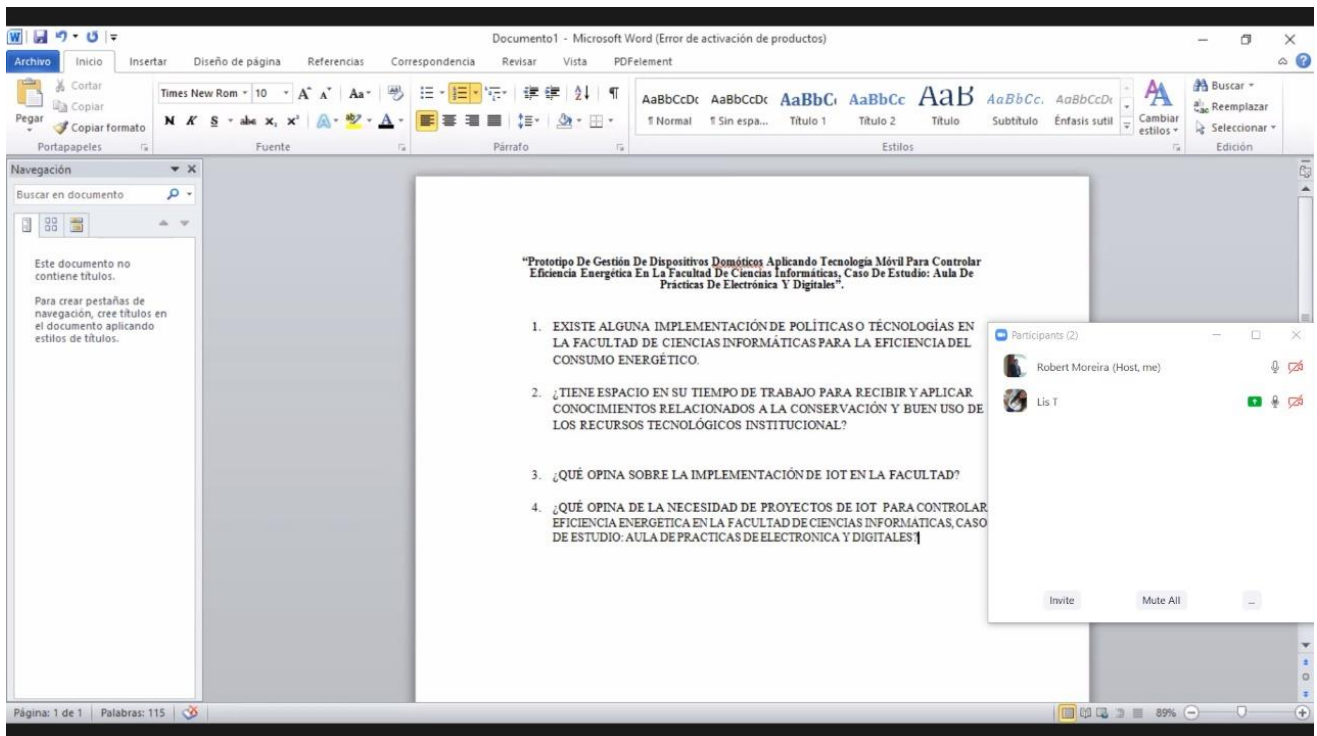 Documento1 - Microsoft Word (Error de activación de productos)
Archivo Inicio Insertar Diseño de página Referencias Correspondencia Revisar Vista PDFelement
Pegar
Cortar
Copiar
Copiar formato
Portapapeles
Times New Rom 10
N K S abc x, x²
Fuente
Párrafo
AaBbCcDc AaBbCcDc AaBbCc AaBbCc AaB AaBbCc. AaBbCcDc
¶ Normal ¶ Sin espa... Título 1 Título 2 Título Subtítulo Énfasis sutil
Cambiar
estilos
Estilos
Buscar
Reemplazar
Seleccionar
Edición
Navegación
Buscar en documento
Este documento no
contiene títulos.
Para crear pestañas de
navegación, cree títulos en
el documento aplicando
estilos de títulos.
“Prototipo De Gestión De Dispositivos Domóticos Aplicando Tecnología Móvil Para Controlar
Eficiencia Energética En La Facultad De Ciencias Informáticas, Caso De Estudio: Aula De
Prácticas De Electrónica Y Digitales”.
1. EXISTE ALGUNA IMPLEMENTACIÓN DE POLÍTICAS O TÉCNOLOGÍAS EN
LA FACULTAD DE CIENCIAS INFORMÁTICAS PARA LA EFICIENCIA DEL
CONSUMO ENERGÉTICO.
2. ¿TIENE ESPACIO EN SU TIEMPO DE TRABAJO PARA RECIBIR Y APLICAR
CONOCIMIENTOS RELACIONADOS A LA CONSERVACIÓN Y BUEN USO DE
LOS RECURSOS TECNOLÓGICOS INSTITUCIONAL?
3. ¿QUÉ OPINA SOBRE LA IMPLEMENTACIÓN DE IOT EN LA FACULTAD?
4. ¿QUÉ OPINA DE LA NECESIDAD DE PROYECTOS DE IOT PARA CONTROLAR
EFICIENCIA ENERGETICA EN LA FACULTAD DE CIENCIAS INFORMATICAS, CASO
DE ESTUDIO: AULA DE PRACTICAS DE ELECTRONICA Y DIGITALES?
Participants (2)
Robert Moreira (Host, me)
Lis T
Invite Mute All ...
Página: 1 de 1 Palabras: 115 89%